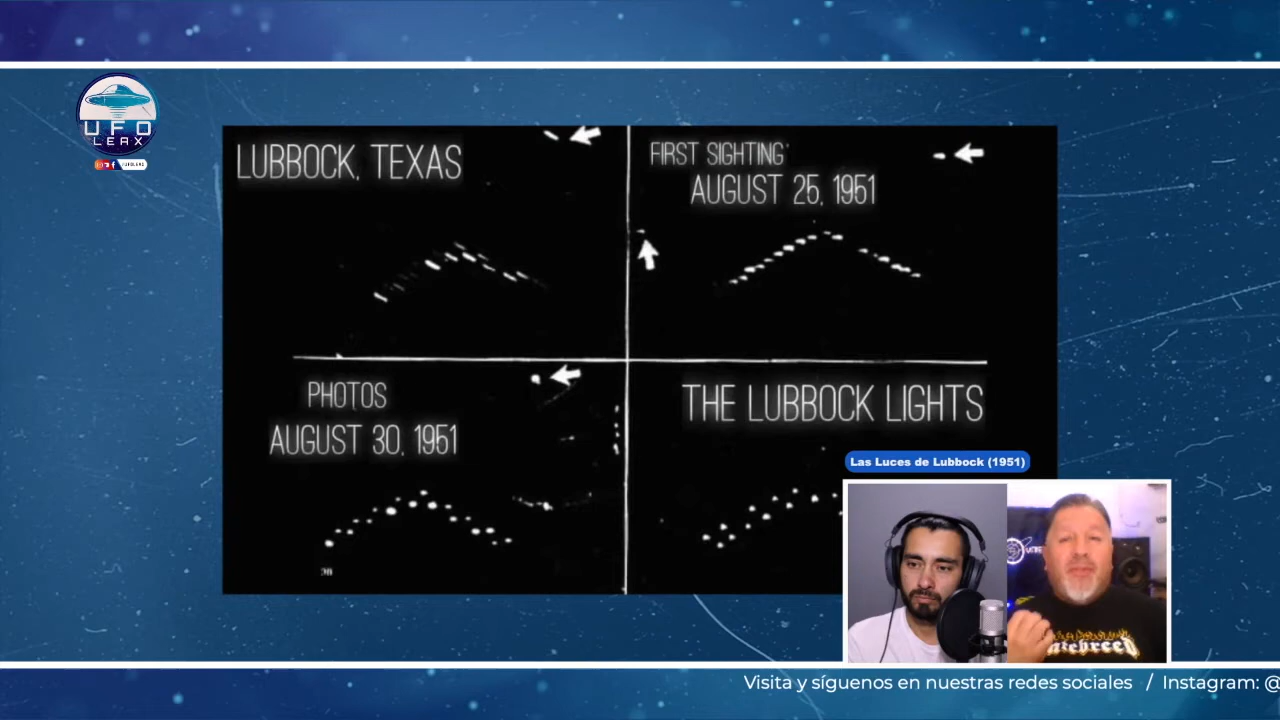 UFO
LEAX
LUBBOCK, TEXAS
FIRST SIGHTING
AUGUST 25, 1951
PHOTOS
AUGUST 30, 1951
THE LUBBOCK LIGHTS
Las Luces de Lubbock (1951)
Visita y síguenos en nuestras redes sociales / Instagram: @